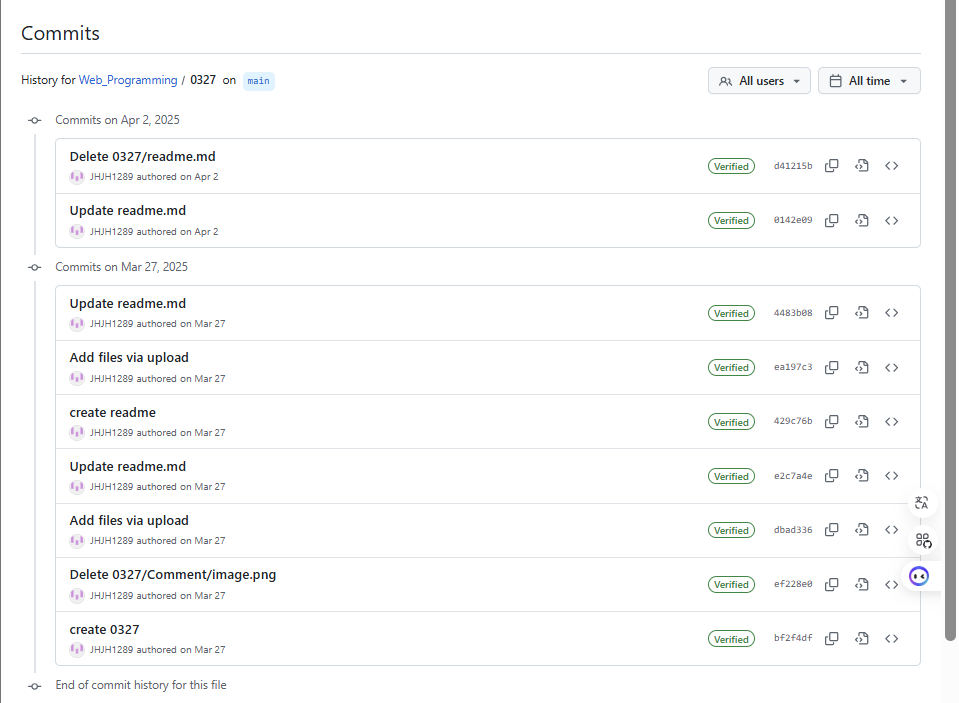 Commits
History for Web_Programming / 0327 on main
All users
All time
Commits on Apr 2, 2025
Delete 0327/readme.md
JHJH1289 authored on Apr 2
Verified
d41215b
Update readme.md
JHJH1289 authored on Apr 2
Verified
0142e09
Commits on Mar 27, 2025
Update readme.md
JHJH1289 authored on Mar 27
Verified
4483b08
Add files via upload
JHJH1289 authored on Mar 27
Verified
ea197c3
create readme
JHJH1289 authored on Mar 27
Verified
429c76b
Update readme.md
JHJH1289 authored on Mar 27
Verified
e2c7a4e
Add files via upload
JHJH1289 authored on Mar 27
Verified
dbad336
Delete 0327/Comment/image.png
JHJH1289 authored on Mar 27
Verified
ef228e0
create 0327
JHJH1289 authored on Mar 27
Verified
bf2f4df
End of commit history for this file